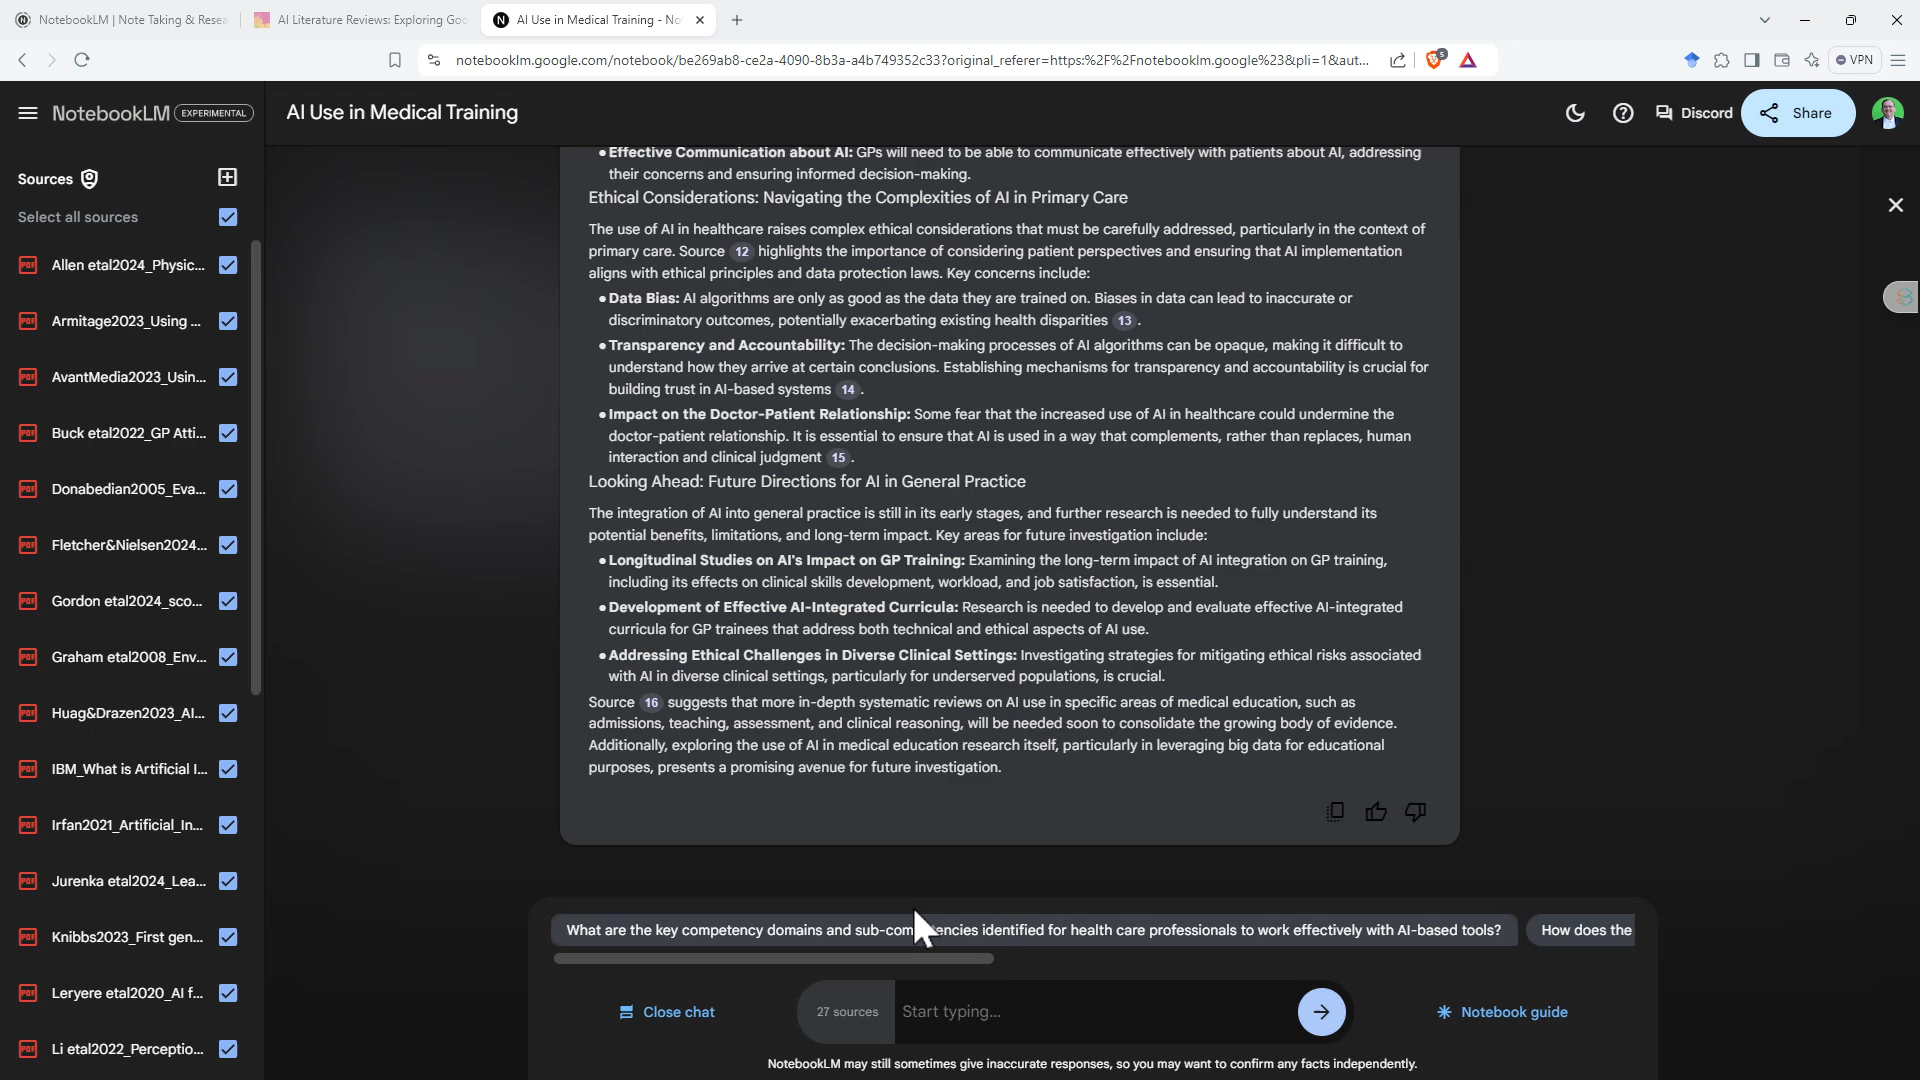 NotebookLM | Note Taking & Resea
AI Literature Reviews: Exploring Goo
AI Use in Medical Training - No
notebooklm.google.com/notebook/be269ab8-ce2a-4090-8b3a-a4b749352c33?original_referer=https:%2F%2Fnotebooklm.google%23&pli=1&aut...
5
VPN
NotebookLM EXPERIMENTAL
AI Use in Medical Training
Discord
Share
Sources
Select all sources
PDF Allen etal2024_Physic...
PDF Armitage2023_Using ...
PDF AvantMedia2023_Usin...
PDF Buck etal2022_GP Atti...
PDF Donabedian2005_Eva...
PDF Fletcher&Nielsen2024...
PDF Gordon etal2024_sco...
PDF Graham etal2008_Env...
PDF Huag&Drazen2023_AI...
PDF IBM_What is Artificial I...
PDF Irfan2021_Artificial_In...
PDF Jurenka etal2024_Lea...
PDF Knibbs2023_First gen...
PDF Leryere etal2020_AI f...
PDF Li etal2022_Perceptio...
• Effective Communication about AI: GPs will need to be able to communicate effectively with patients about AI, addressing
their concerns and ensuring informed decision-making.
Ethical Considerations: Navigating the Complexities of AI in Primary Care
The use of AI in healthcare raises complex ethical considerations that must be carefully addressed, particularly in the context of
primary care. Source 12 highlights the importance of considering patient perspectives and ensuring that AI implementation
aligns with ethical principles and data protection laws. Key concerns include:
• Data Bias: AI algorithms are only as good as the data they are trained on. Biases in data can lead to inaccurate or
discriminatory outcomes, potentially exacerbating existing health disparities 13 .
• Transparency and Accountability: The decision-making processes of AI algorithms can be opaque, making it difficult to
understand how they arrive at certain conclusions. Establishing mechanisms for transparency and accountability is crucial for
building trust in AI-based systems 14 .
• Impact on the Doctor-Patient Relationship: Some fear that the increased use of AI in healthcare could undermine the
doctor-patient relationship. It is essential to ensure that AI is used in a way that complements, rather than replaces, human
interaction and clinical judgment 15 .
Looking Ahead: Future Directions for AI in General Practice
The integration of AI into general practice is still in its early stages, and further research is needed to fully understand its
potential benefits, limitations, and long-term impact. Key areas for future investigation include:
• Longitudinal Studies on AI's Impact on GP Training: Examining the long-term impact of AI integration on GP training,
including its effects on clinical skills development, workload, and job satisfaction, is essential.
• Development of Effective AI-Integrated Curricula: Research is needed to develop and evaluate effective AI-integrated
curricula for GP trainees that address both technical and ethical aspects of AI use.
• Addressing Ethical Challenges in Diverse Clinical Settings: Investigating strategies for mitigating ethical risks associated
with AI in diverse clinical settings, particularly for underserved populations, is crucial.
Source 16 suggests that more in-depth systematic reviews on AI use in specific areas of medical education, such as
admissions, teaching, assessment, and clinical reasoning, will be needed soon to consolidate the growing body of evidence.
Additionally, exploring the use of AI in medical education research itself, particularly in leveraging big data for educational
purposes, presents a promising avenue for future investigation.
What are the key competency domains and sub-com encies identified for health care professionals to work effectively with AI-based tools?
How does the
Close chat
27 sources
Start typing...
Notebook guide
NotebookLM may still sometimes give inaccurate responses, so you may want to confirm any facts independently.